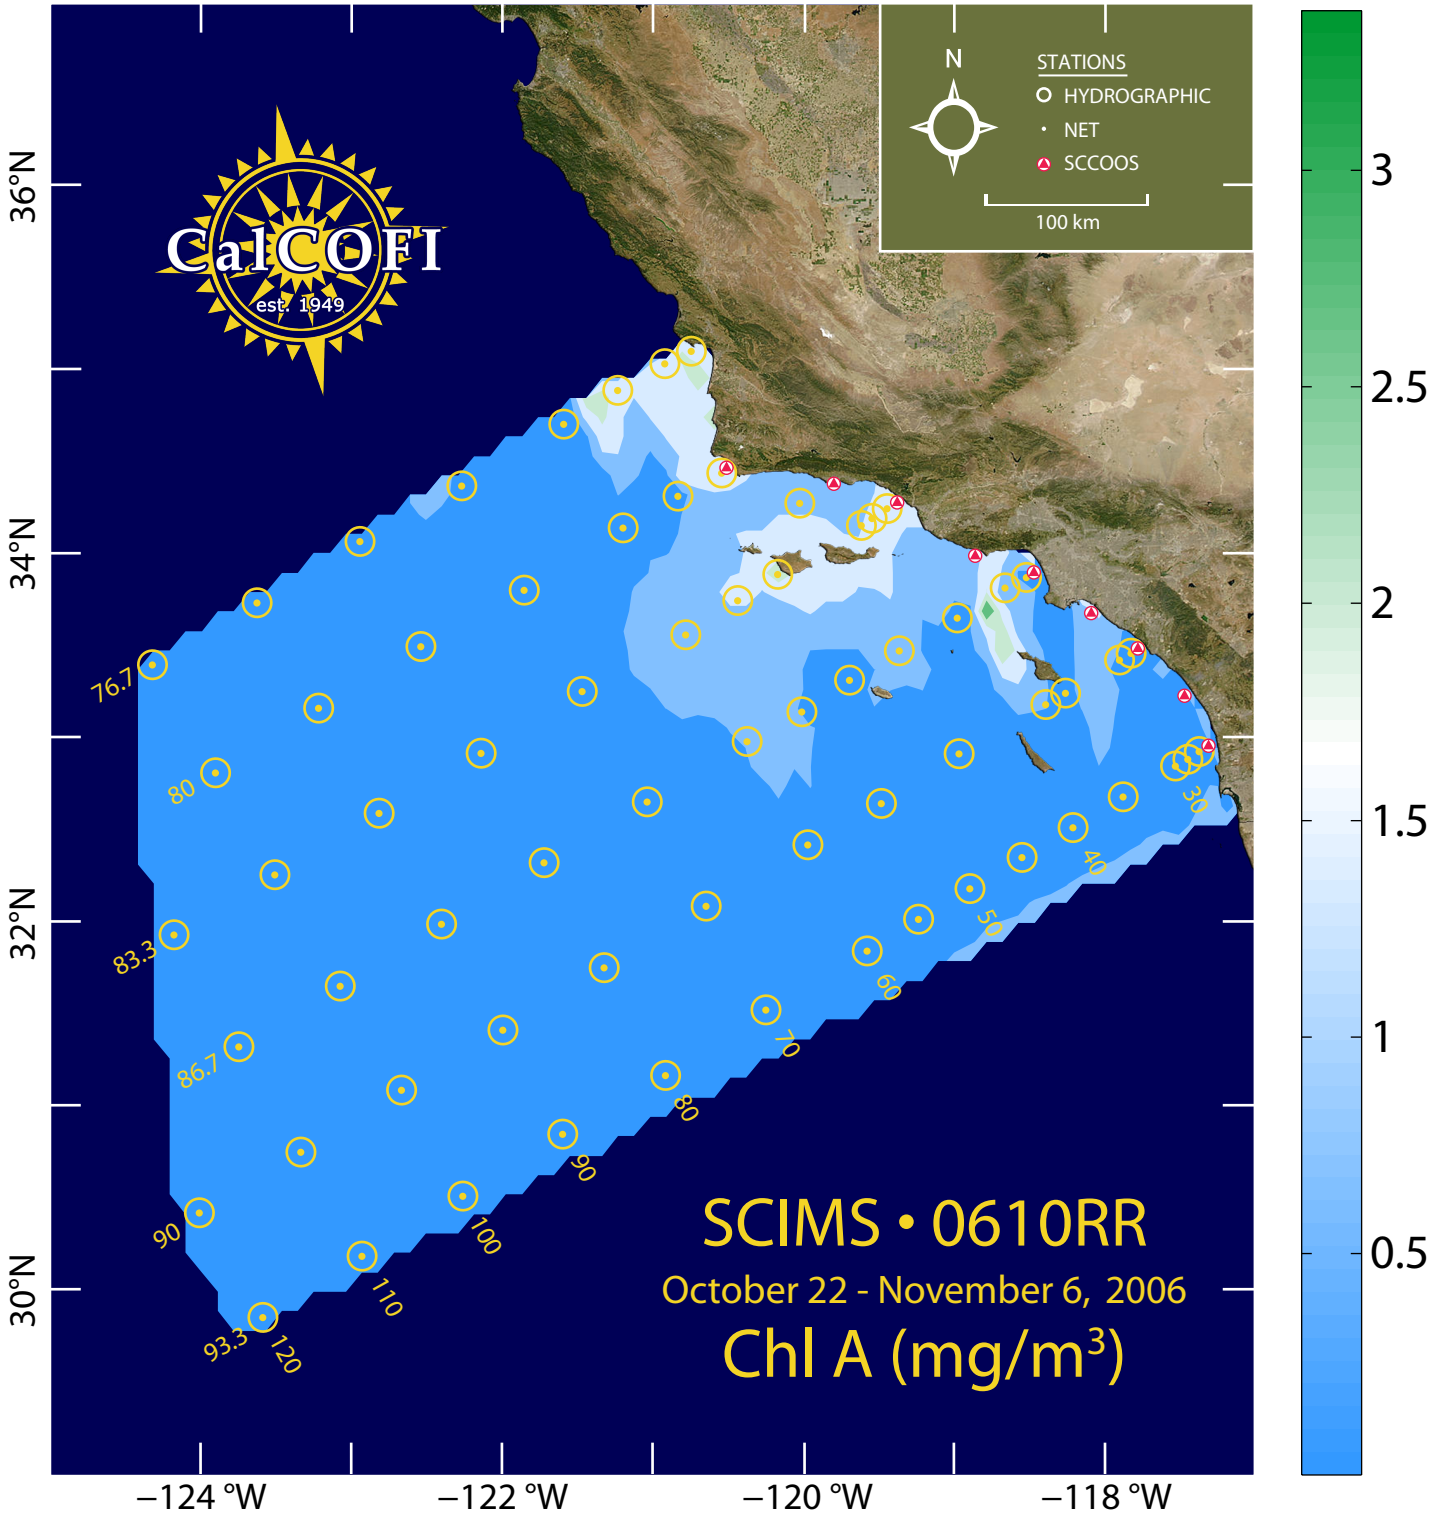 N
STATIONS
HYDROGRAPHIC
NET
SCCOOS
100 km
CalCOFI
est. 1949
36°N
34°N
32°N
30°N
−124 °W
−122 °W
−120 °W
−118 °W
3
2.5
2
1.5
1
0.5
76.7
80
83.3
86.7
90
93.3
30
40
50
60
70
80
90
100
110
120
SCIMS • 0610RR
October 22 - November 6, 2006
Chl A (mg/m³)